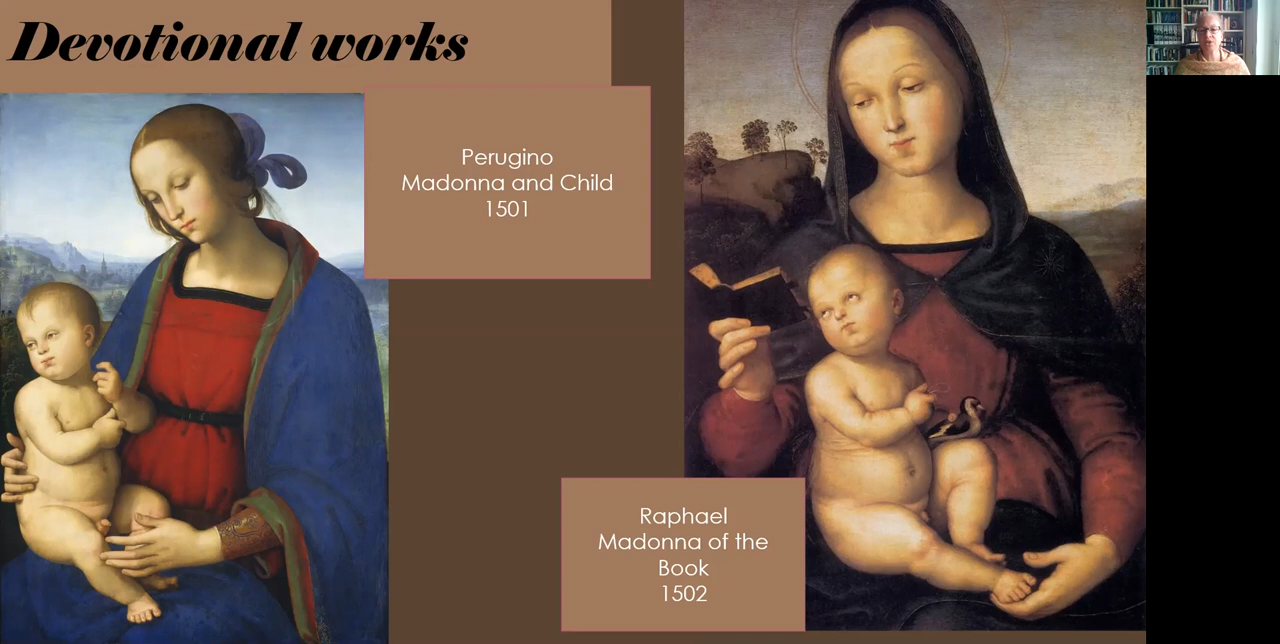 Devotional works
Perugino
Madonna and Child
1501
Raphael
Madonna of the
Book
1502